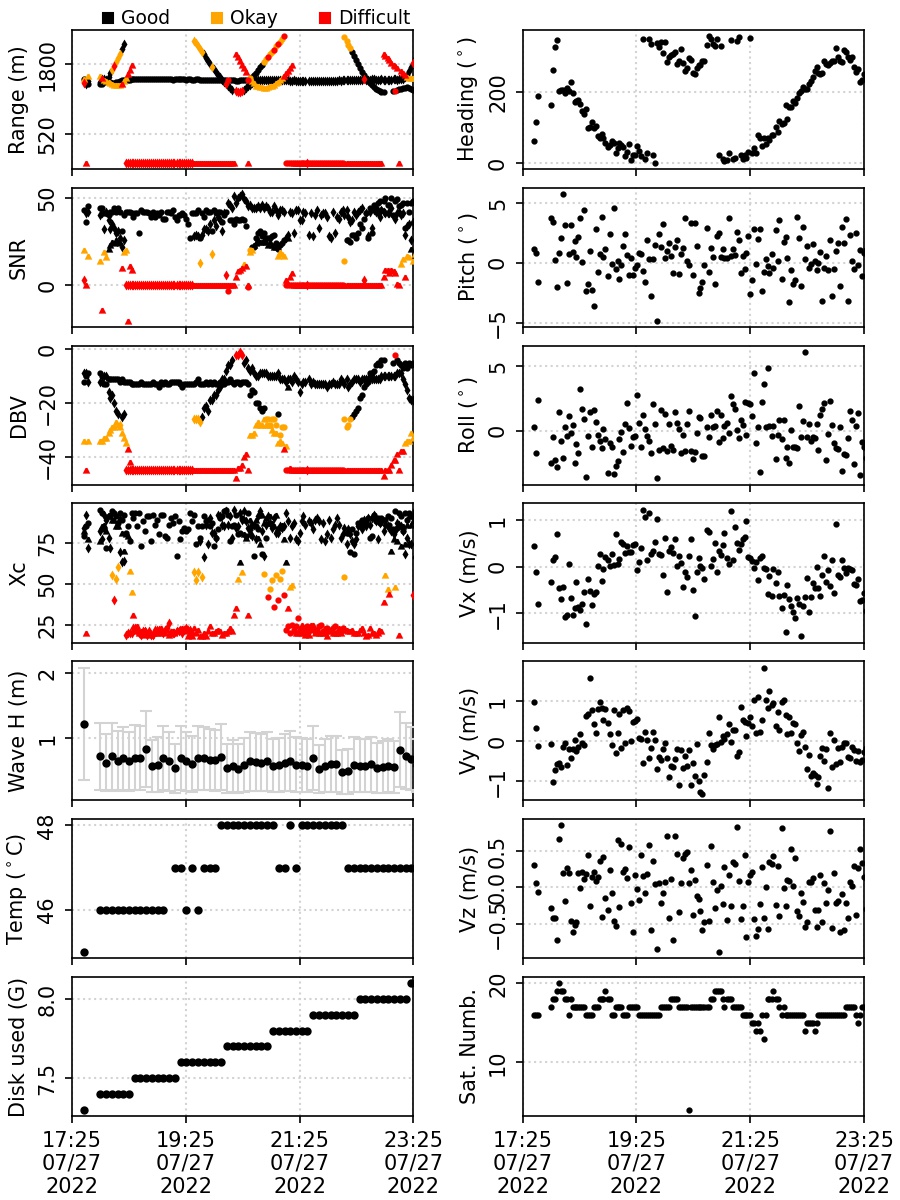 Good Okay Difficult
Range (m)
1800
520
Heading (°)
200
0
SNR
50
0
Pitch (°)
5
0
−5
DBV
0
−20
−40
Roll (°)
5
0
Xc
75
50
25
Vx (m/s)
1
0
−1
Wave H (m)
2
1
Vy (m/s)
1
0
−1
Temp (°C)
48
46
Vz (m/s)
0.5
0.0
−0.5
Disk used (G)
8.0
7.5
Sat. Numb.
20
10
17:25 19:25 21:25 23:25 17:25 19:25 21:25 23:25
07/27 07/27 07/27 07/27 07/27 07/27 07/27 07/27
2022 2022 2022 2022 2022 2022 2022 2022